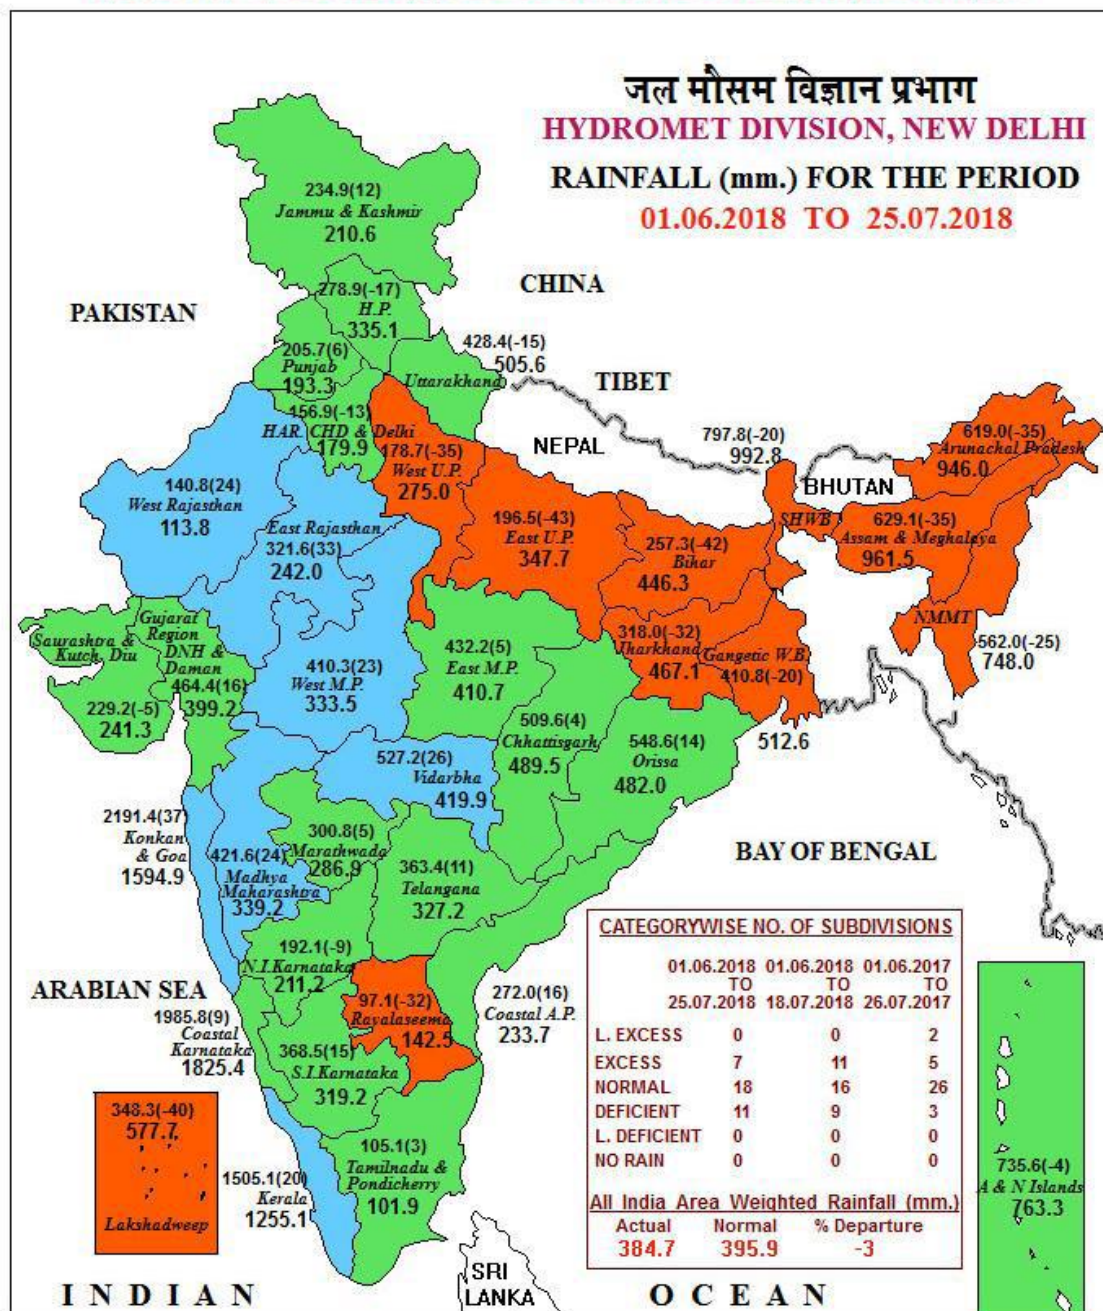 जल मौसम विज्ञान प्रभाग
HYDROMET DIVISION, NEW DELHI
RAINFALL (mm.) FOR THE PERIOD
01.06.2018 TO 25.07.2018
234.9(12)
Jammu & Kashmir
210.6
CHINA
PAKISTAN
278.9(-17)
H.P.
335.1
205.7(6)
Punjab
193.3
428.4(-15)
505.6
Uttarakhand
TIBET
156.9(-13)
HAR. CHD & Delhi
179.9
NEPAL
797.8(-20)
992.8
619.0(-35)
Arunachal Pradesh
946.0
178.7(-35)
West U.P.
275.0
BHUTAN
140.8(24)
West Rajasthan
113.8
East Rajasthan
321.6(33)
242.0
196.5(-43)
East U.P.
347.7
SHWB
629.1(-35)
Assam & Meghalaya
961.5
257.3(-42)
Bihar
446.3
Gujarat
Region
DNH &
Daman
464.4(16)
399.2
Saurashtra &
Kutch, Diu
229.2(-5)
241.3
432.2(5)
East M.P.
410.7
318.0(-32)
Jharkhand
467.1
Gangetic W.B.
410.8(-20)
512.6
NMMT
562.0(-25)
748.0
410.3(23)
West M.P.
333.5
509.6(4)
Chhattisgarh
489.5
548.6(14)
Orissa
482.0
527.2(26)
Vidarbha
419.9
2191.4(37)
Konkan
& Goa
1594.9
300.8(5)
Marathwada
286.9
421.6(24)
Madhya
Maharashtra
339.2
363.4(11)
Telangana
327.2
BAY OF BENGAL
192.1(-9)
N.I.Karnataka
211.2
ARABIAN SEA
97.1(-32)
Rayalaseema
142.5
272.0(16)
Coastal A.P.
233.7
1985.8(9)
Coastal
Karnataka
1825.4
368.5(15)
S.I.Karnataka
319.2
348.3(-40)
577.7
Lakshadweep
1505.1(20)
Kerala
1255.1
105.1(3)
Tamilnadu &
Pondicherry
101.9
CATEGORYWISE NO. OF SUBDIVISIONS
01.06.2018 01.06.2018 01.06.2017
TO TO TO
25.07.2018 18.07.2018 26.07.2017
L. EXCESS 0 0 2
EXCESS 7 11 5
NORMAL 18 16 26
DEFICIENT 11 9 3
L. DEFICIENT 0 0 0
NO RAIN 0 0 0
All India Area Weighted Rainfall (mm.)
Actual Normal % Departure
384.7 395.9 -3
735.6(-4)
A & N Islands
763.3
SRI
LANKA
INDIAN OCEAN